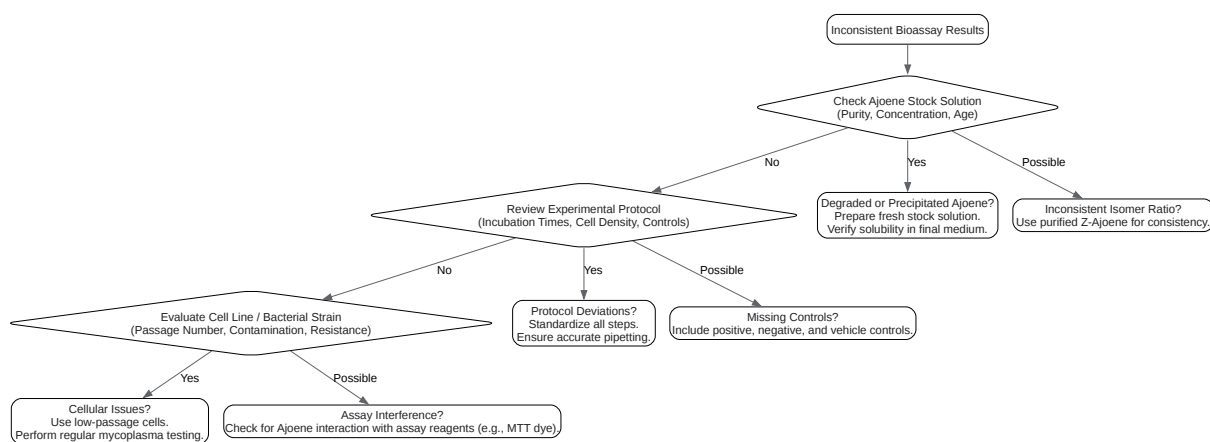 Inconsistent Bioassay Results
Check Ajoene Stock Solution
(Purity, Concentration, Age)
No
Yes
Possible
Review Experimental Protocol
(Incubation Times, Cell Density, Controls)
Degraded or Precipitated Ajoene?
Prepare fresh stock solution.
Verify solubility in final medium.
Inconsistent Isomer Ratio?
Use purified Z-Ajoene for consistency.
No
Yes
Possible
Evaluate Cell Line / Bacterial Strain
(Passage Number, Contamination, Resistance)
Protocol Deviations?
Standardize all steps.
Ensure accurate pipetting.
Missing Controls?
Include positive, negative, and vehicle controls.
Yes
Possible
Cellular Issues?
Use low-passage cells.
Perform regular mycoplasma testing.
Assay Interference?
Check for Ajoene interaction with assay reagents (e.g., MTT dye).